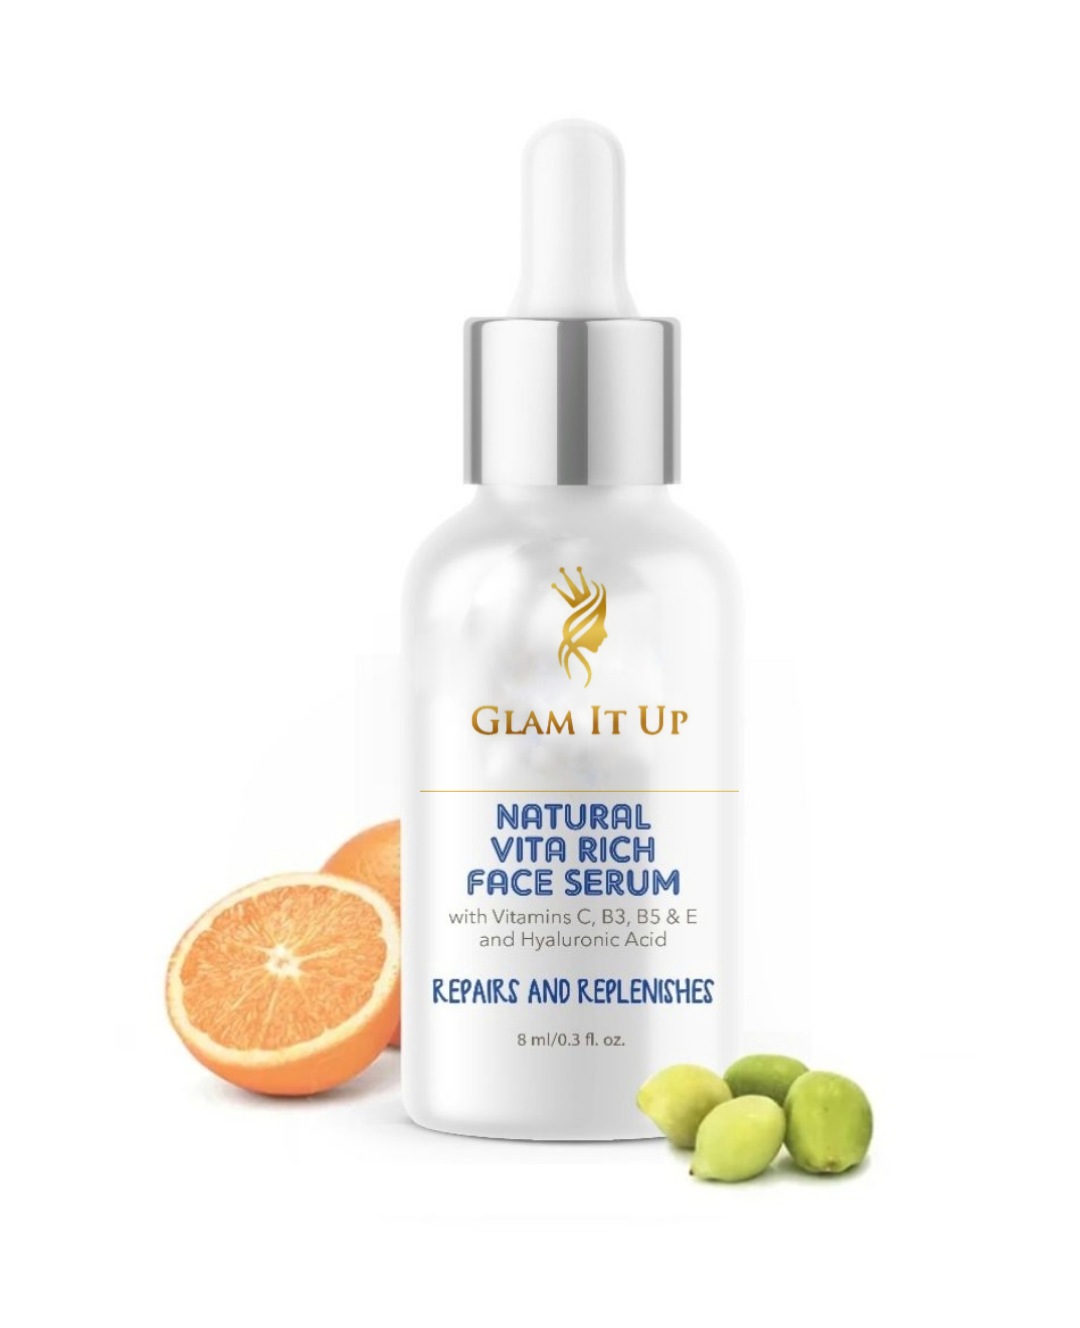 GLAM IT UP
NATURAL
VITA RICH
FACE SERUM
with Vitamins C, B3, B5 & E
and Hyaluronic Acid
REPAIRS AND REPLENISHES
8 ml/0.3 fl. oz.